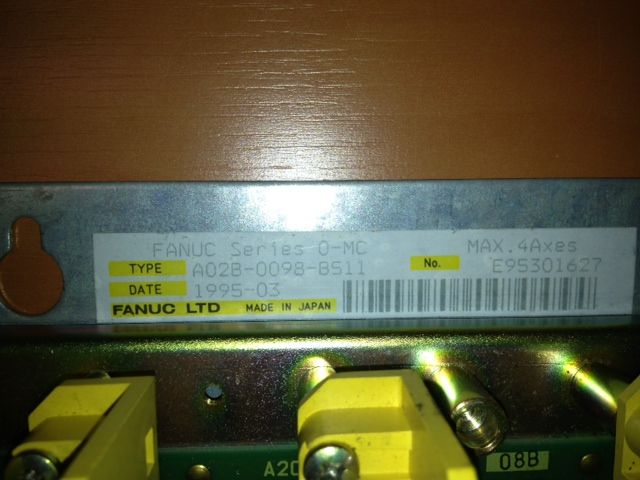 FANUC Series 0-MC MAX.4Axes
TYPE A02B-0098-B511 No. E95301627
DATE 1995-03
FANUC LTD MADE IN JAPAN
A20 08B